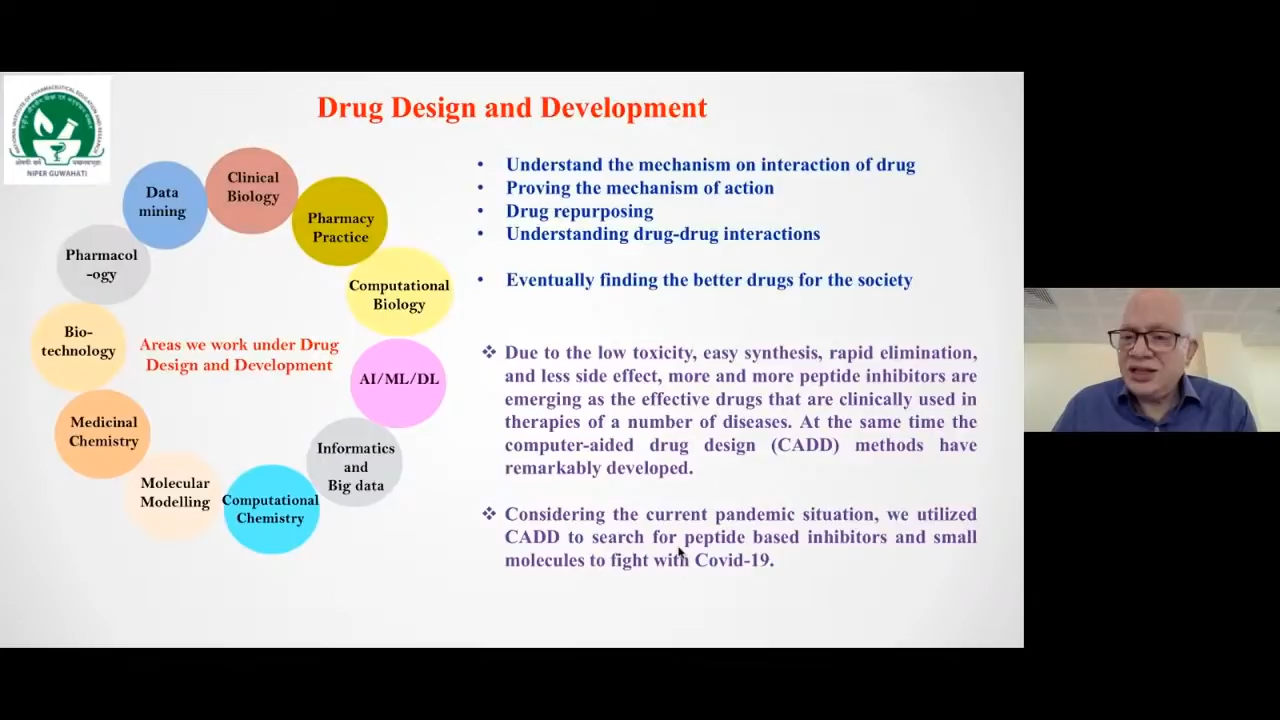 NIPER GUWAHATI
Drug Design and Development
Data
mining
Clinical
Biology
Pharmacy
Practice
Computational
Biology
AI/ML/DL
Informatics
and
Big data
Computational
Chemistry
Molecular
Modelling
Medicinal
Chemistry
Bio-
technology
Pharmacol
-ogy
Areas we work under Drug
Design and Development
• Understand the mechanism on interaction of drug
• Proving the mechanism of action
• Drug repurposing
• Understanding drug-drug interactions
• Eventually finding the better drugs for the society
❖ Due to the low toxicity, easy synthesis, rapid elimination,
and less side effect, more and more peptide inhibitors are
emerging as the effective drugs that are clinically used in
therapies of a number of diseases. At the same time the
computer-aided drug design (CADD) methods have
remarkably developed.
❖ Considering the current pandemic situation, we utilized
CADD to search for peptide based inhibitors and small
molecules to fight with Covid-19.